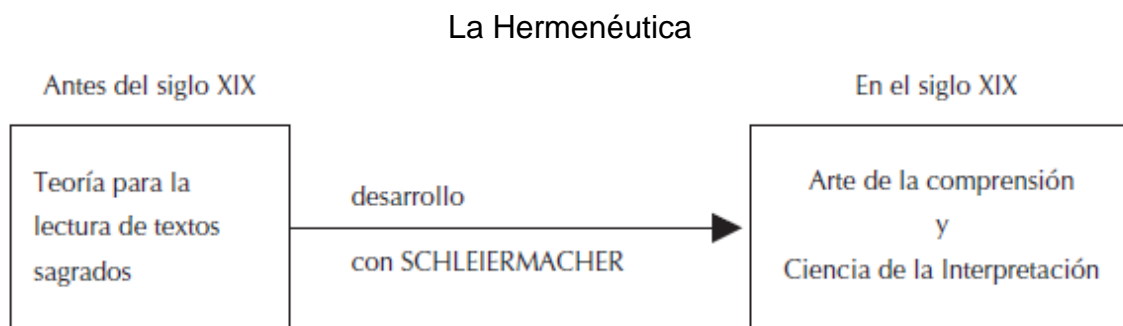 La Hermenéutica
Antes del siglo XIX
En el siglo XIX
Teoría para la
lectura de textos
sagrados
desarrollo
con SCHLEIERMACHER
Arte de la comprensión
y
Ciencia de la Interpretación